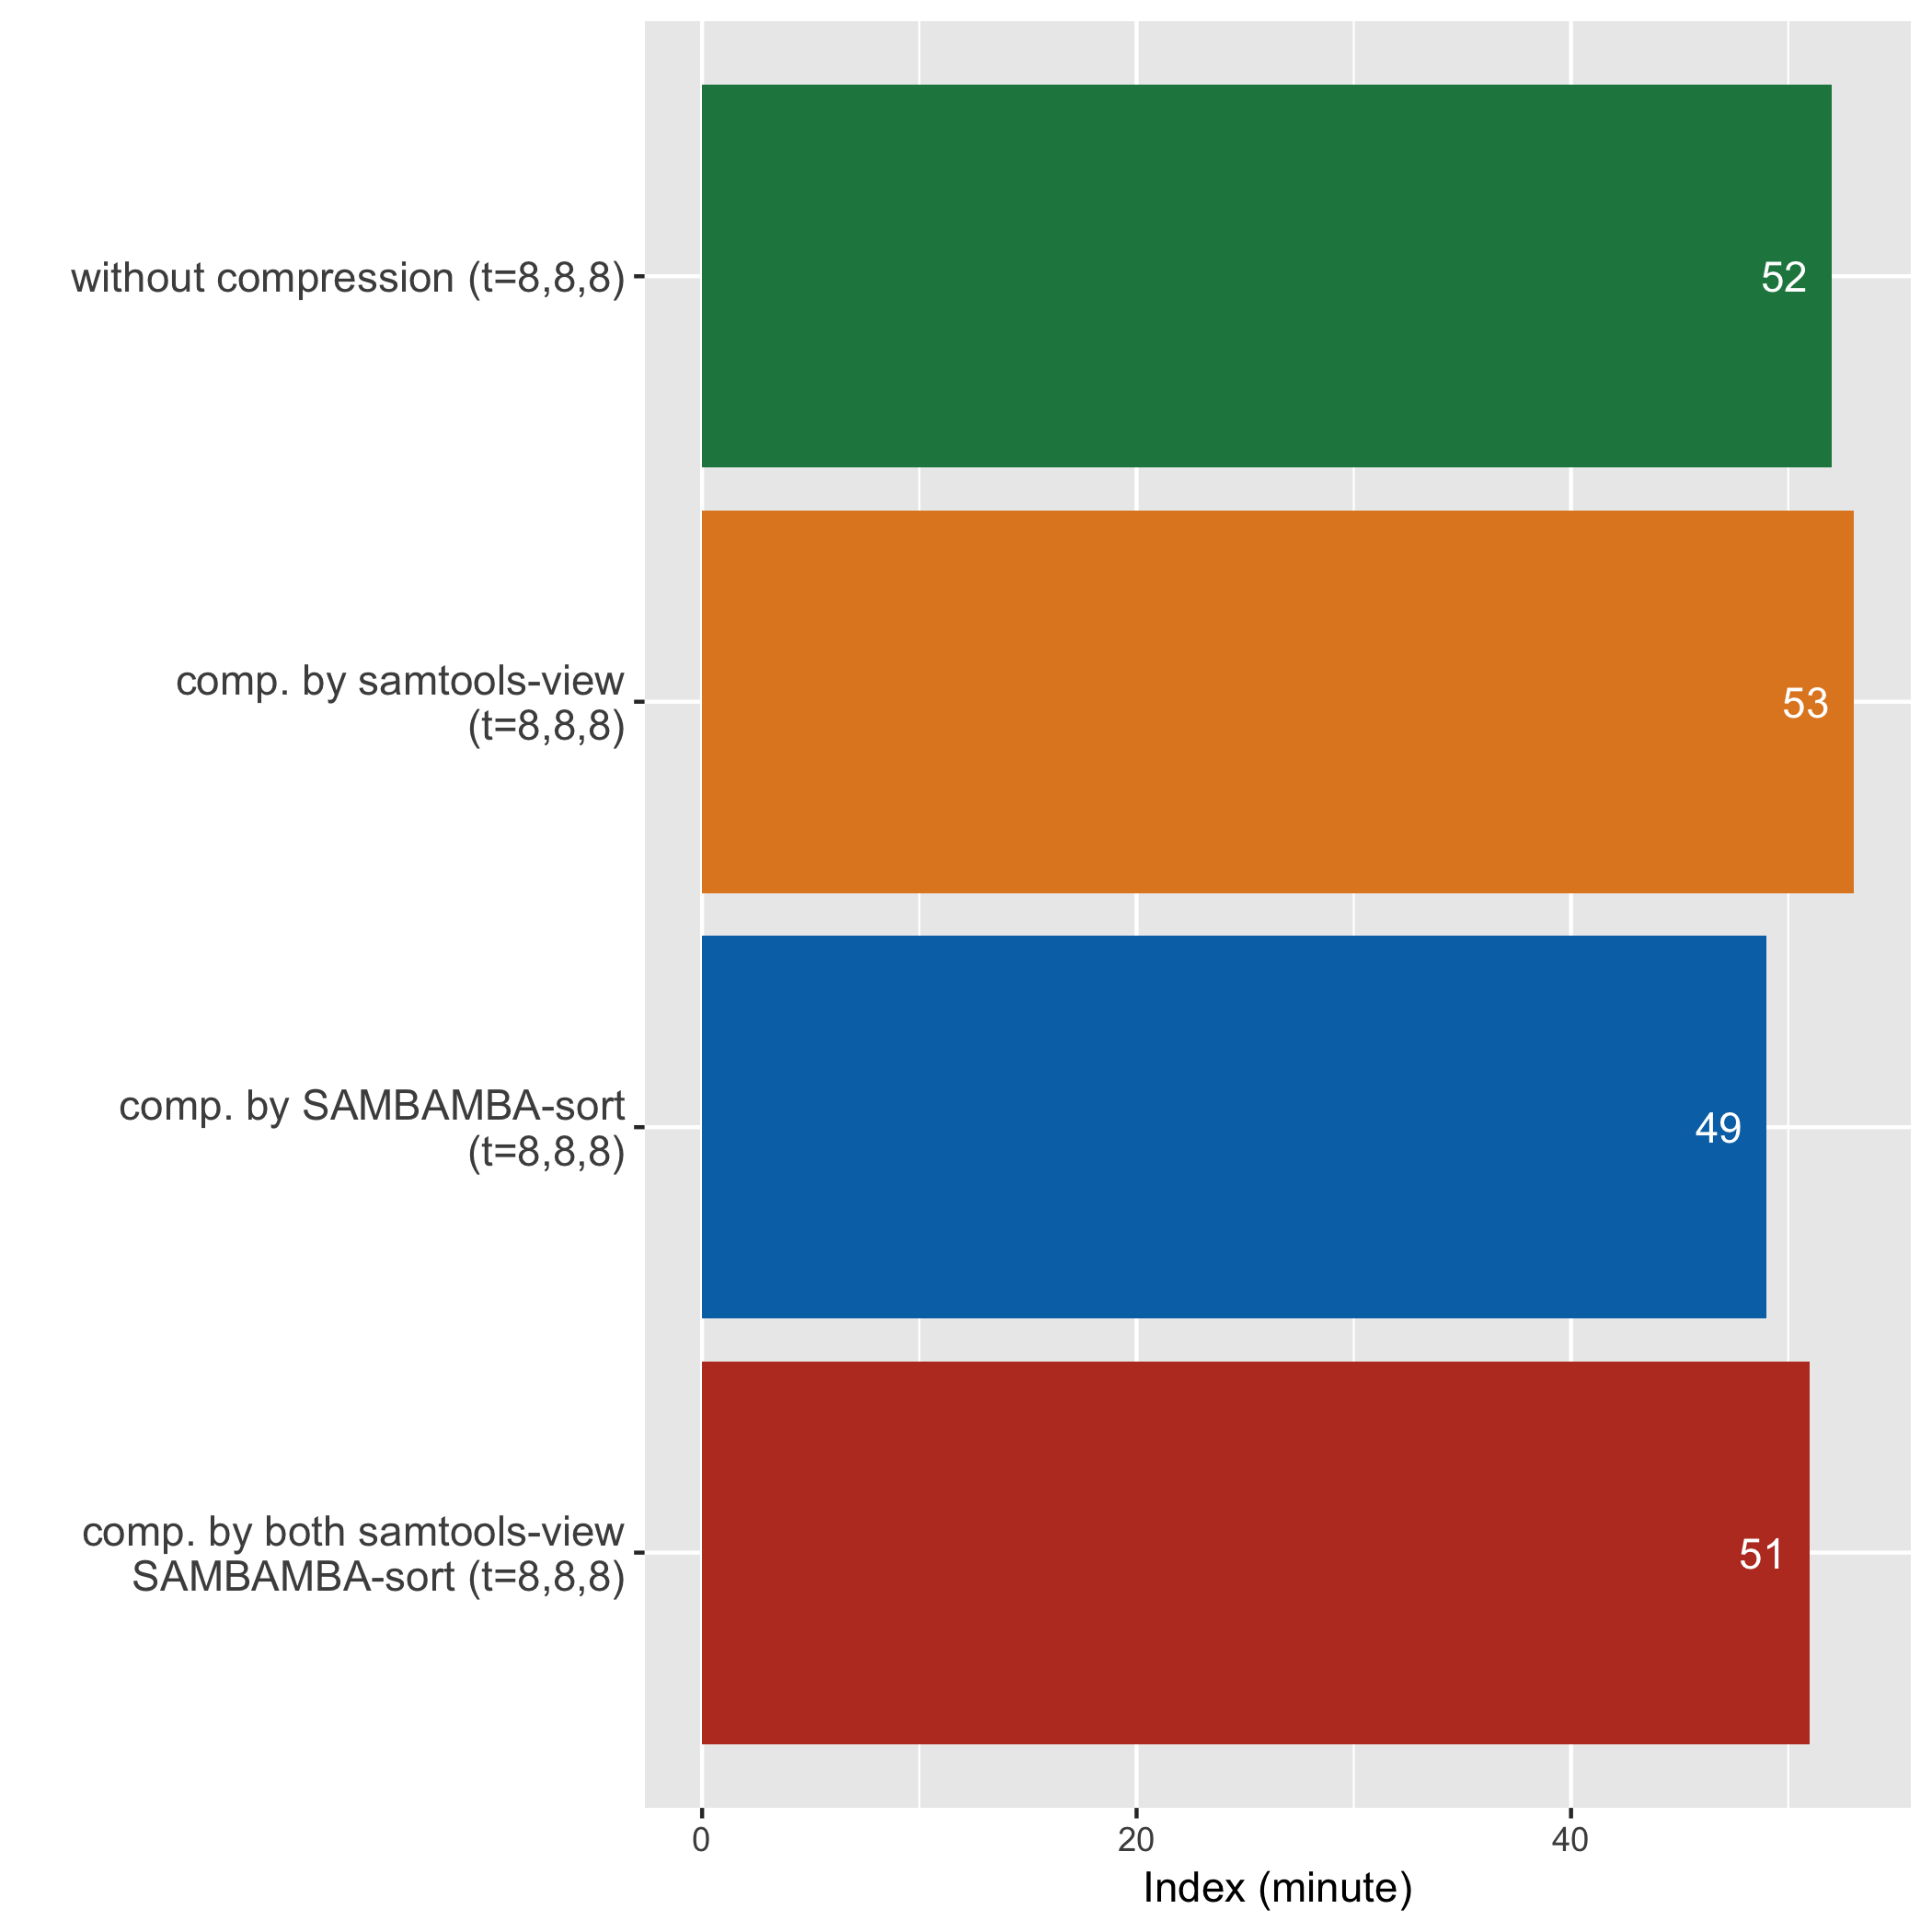 without compression (t=8,8,8)
52
comp. by samtools-view
(t=8,8,8)
53
comp. by SAMBAMBA-sort
(t=8,8,8)
49
comp. by both samtools-view
SAMBAMBA-sort (t=8,8,8)
51
0 20 40
Index (minute)